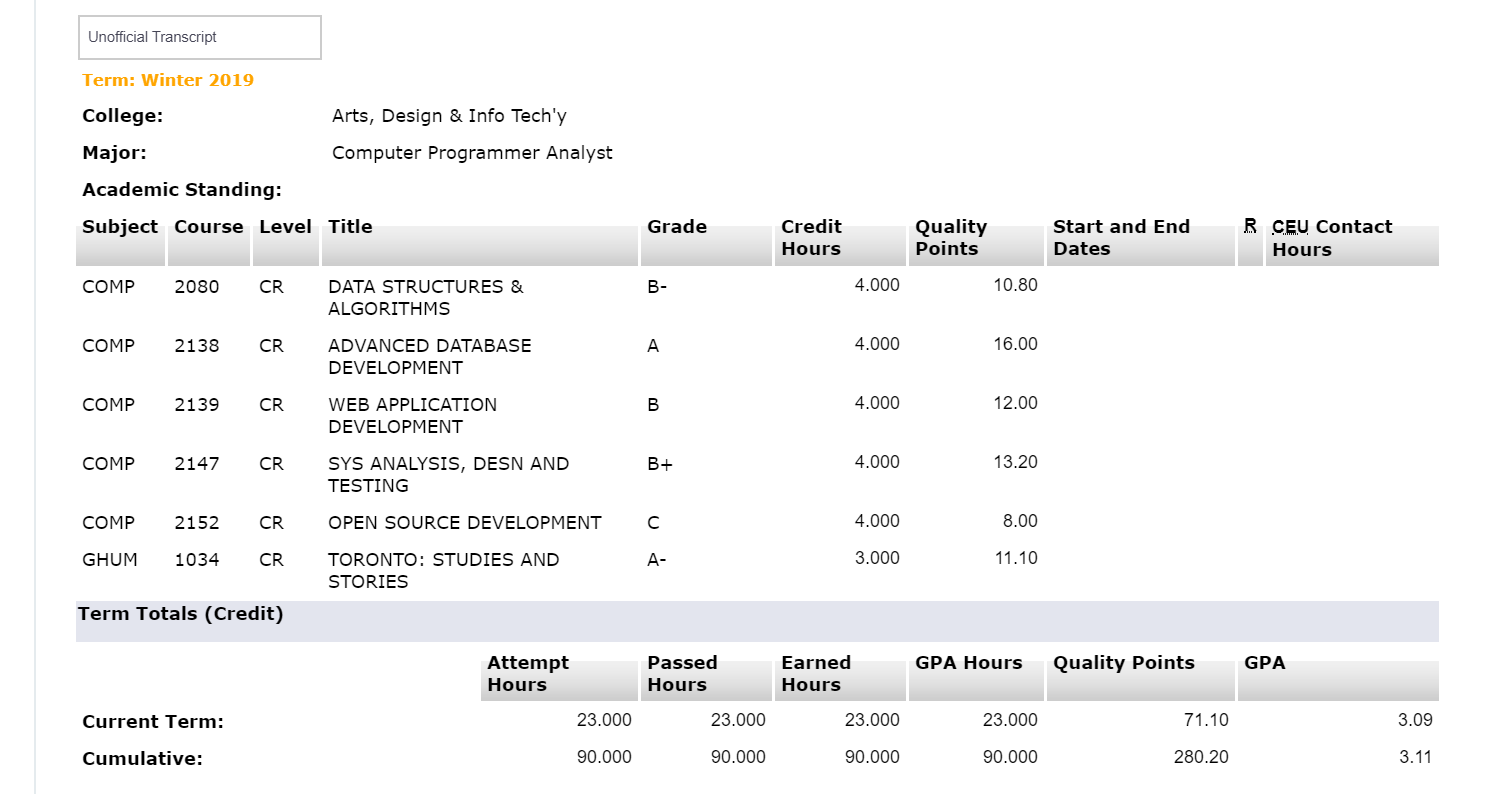 Unofficial Transcript
Term: Winter 2019
College: Arts, Design & Info Tech'y
Major: Computer Programmer Analyst
Academic Standing:
Subject Course Level Title Grade Credit Quality Start and End R CEU Contact
Hours Points Dates Hours
COMP 2080 CR DATA STRUCTURES & B- 4.000 10.80
ALGORITHMS
COMP 2138 CR ADVANCED DATABASE A 4.000 16.00
DEVELOPMENT
COMP 2139 CR WEB APPLICATION B 4.000 12.00
DEVELOPMENT
COMP 2147 CR SYS ANALYSIS, DESN AND B+ 4.000 13.20
TESTING
COMP 2152 CR OPEN SOURCE DEVELOPMENT C 4.000 8.00
GHUM 1034 CR TORONTO: STUDIES AND A- 3.000 11.10
STORIES
Term Totals (Credit)
Attempt Passed Earned GPA Hours Quality Points GPA
Hours Hours Hours
Current Term: 23.000 23.000 23.000 23.000 71.10 3.09
Cumulative: 90.000 90.000 90.000 90.000 280.20 3.11